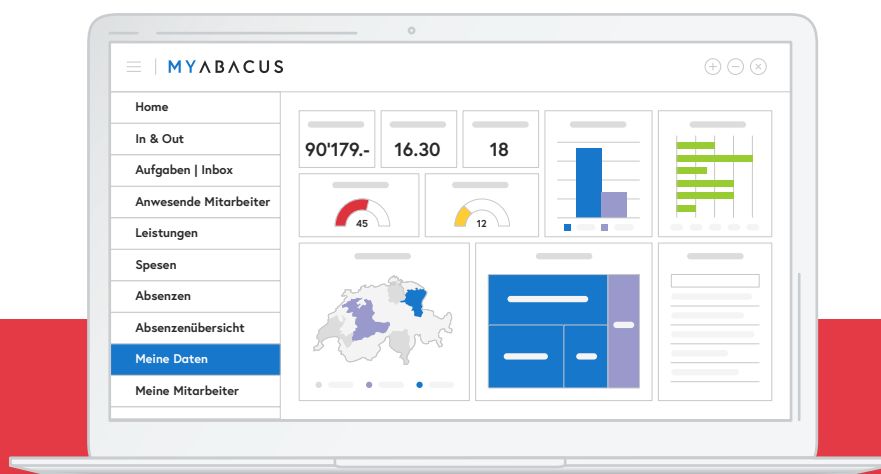 MYABACUS
Home
In & Out
Aufgaben | Inbox
Anwesende Mitarbeiter
Leistungen
Spesen
Absenzen
Absenzenübersicht
Meine Daten
Meine Mitarbeiter
90'179.-
16.30
18
45
12